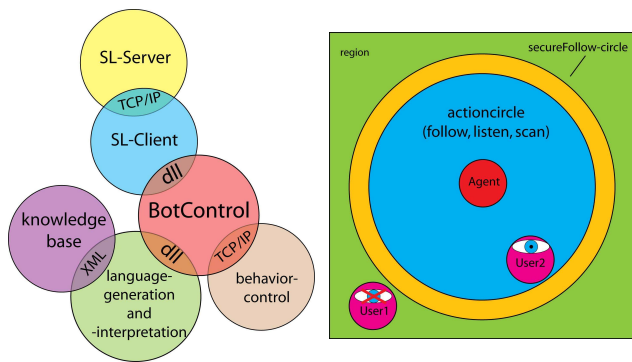 SL-Server
TCP/IP
SL-Client
dll
BotControl
knowledge
base
XML
dll
TCP/IP
language-
generation
and
-interpretation
behavior-
control
region
secureFollow-circle
actioncircle
(follow, listen, scan)
Agent
User2
User1